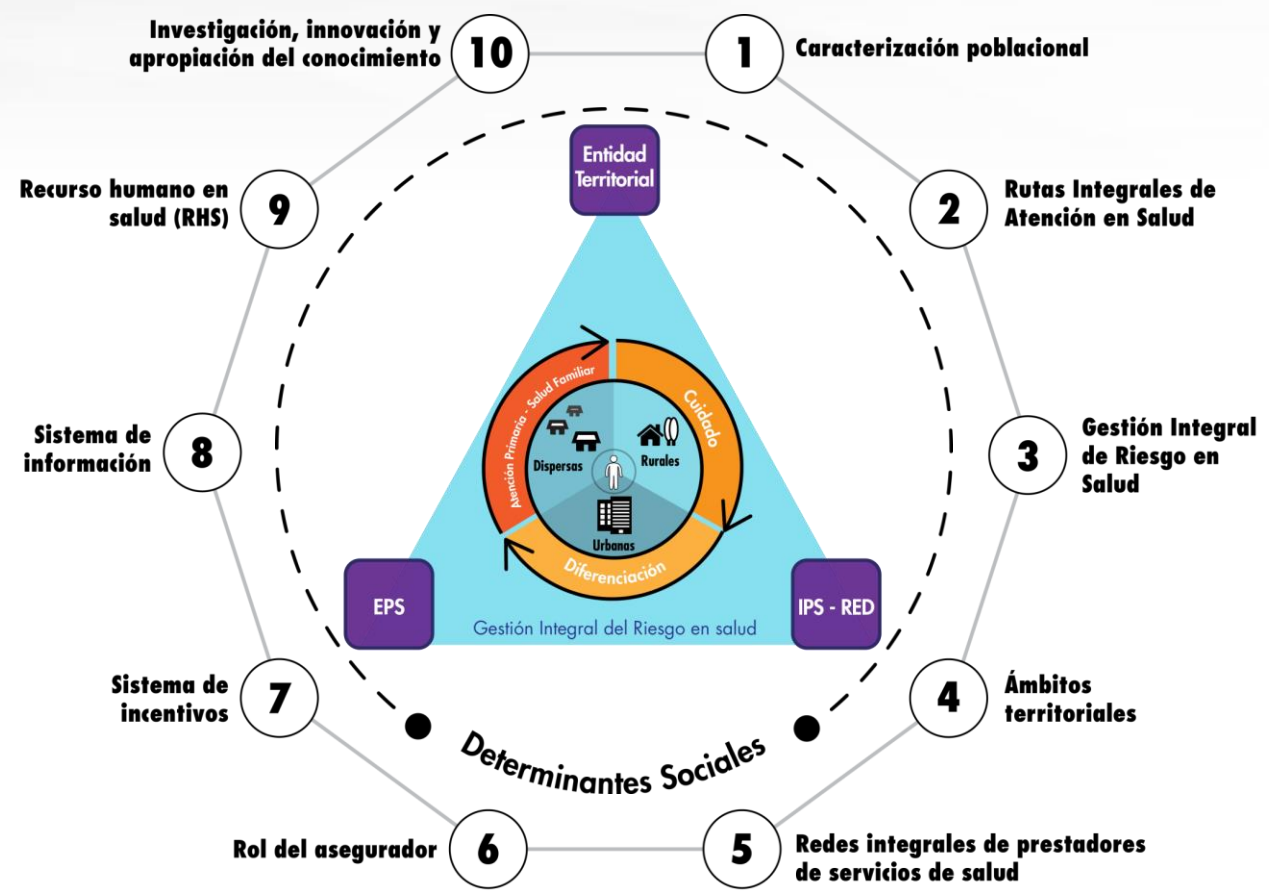 Investigación, innovación y
apropiación del conocimiento
10
1
Caracterización poblacional
Recurso humano en
salud (RHS)
9
2
Rutas Integrales de
Atención en Salud
Sistema de
información
8
3
Gestión Integral
de Riesgo en
Salud
Sistema de
incentivos
7
4
Ámbitos
territoriales
Rol del asegurador
6
5
Redes integrales de prestadores
de servicios de salud
Entidad
Territorial
Atención Primaria - Salud Familiar
Cuidado
Diferenciación
Dispersas
Rurales
Urbanas
EPS
IPS - RED
Gestión Integral del Riesgo en salud
Determinantes Sociales